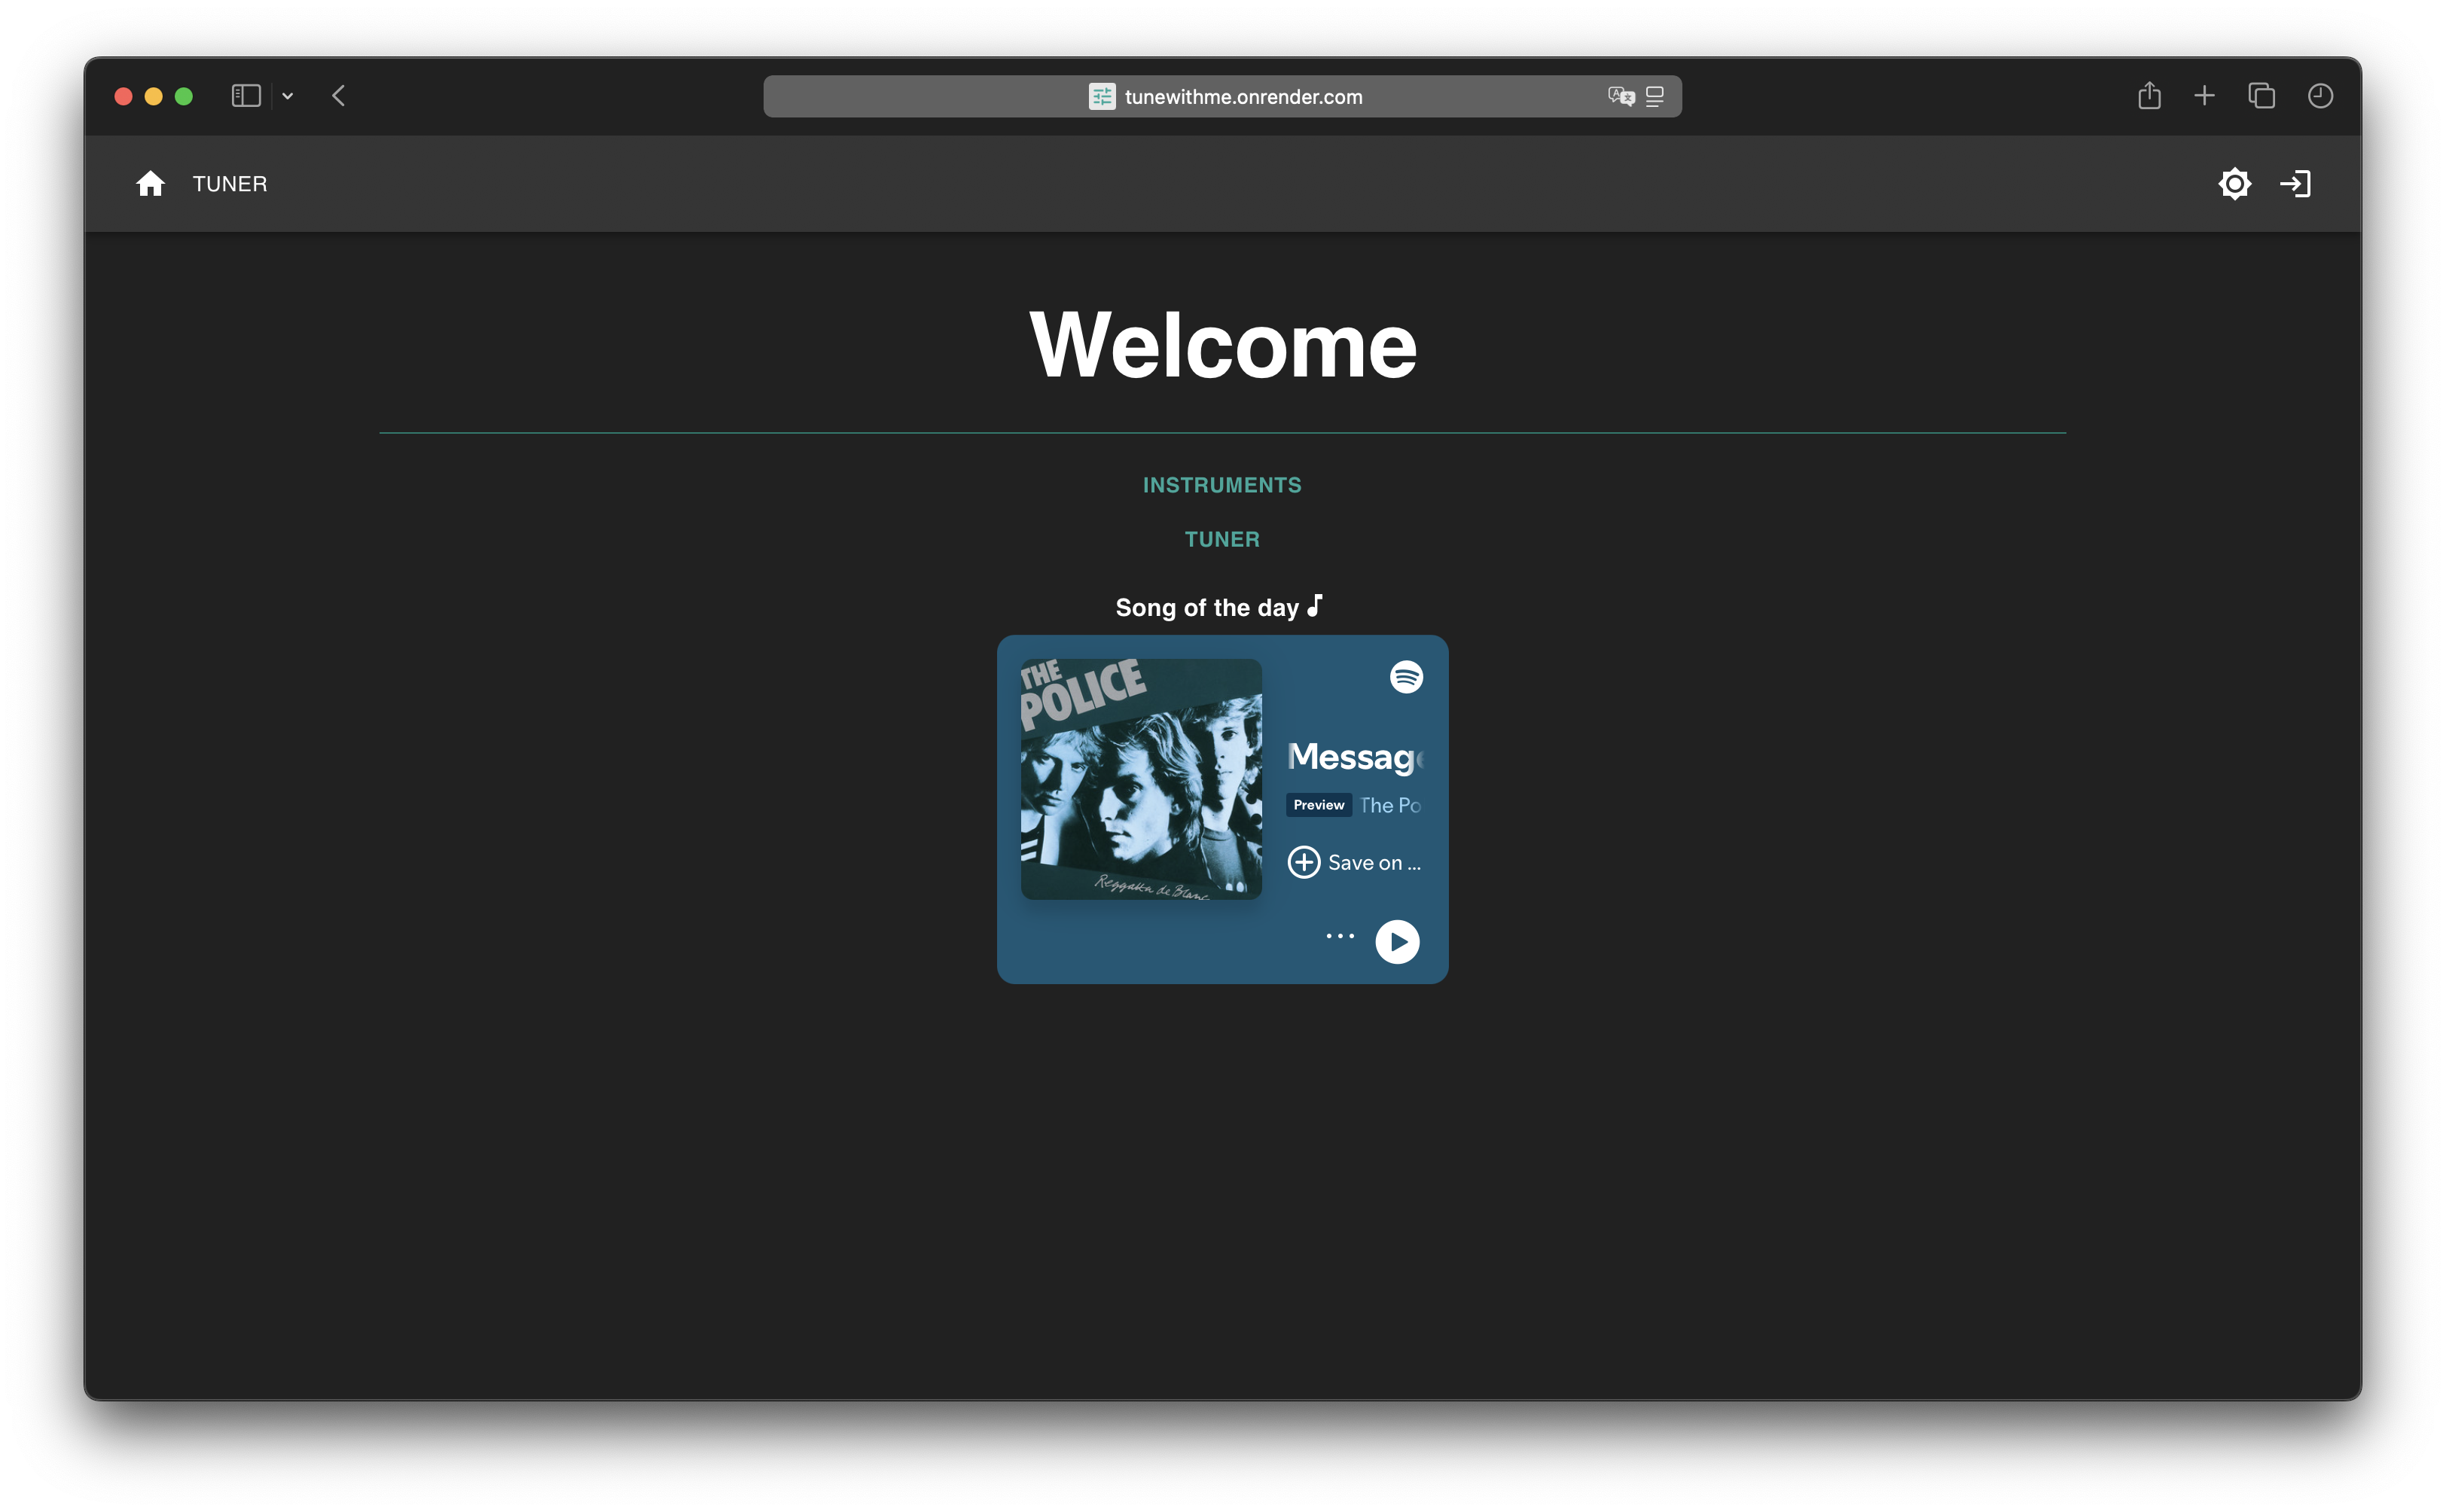 tunewithme.onrender.com
TUNER
Welcome
INSTRUMENTS
TUNER
Song of the day
THE
POLICE
Reggatta de Blanc
Messag
Preview The Po
Save on ...